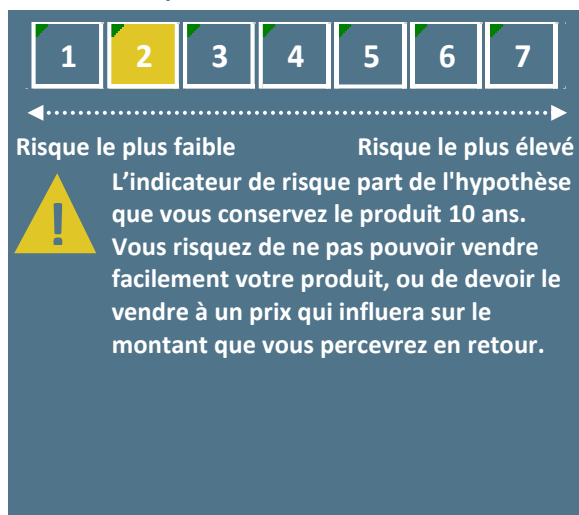 1 2 3 4 5 6 7
Risque le plus faible Risque le plus élevé
!
L’indicateur de risque part de l'hypothèse
que vous conservez le produit 10 ans.
Vous risquez de ne pas pouvoir vendre
facilement votre produit, ou de devoir le
vendre à un prix qui influera sur le
montant que vous percevrez en retour.